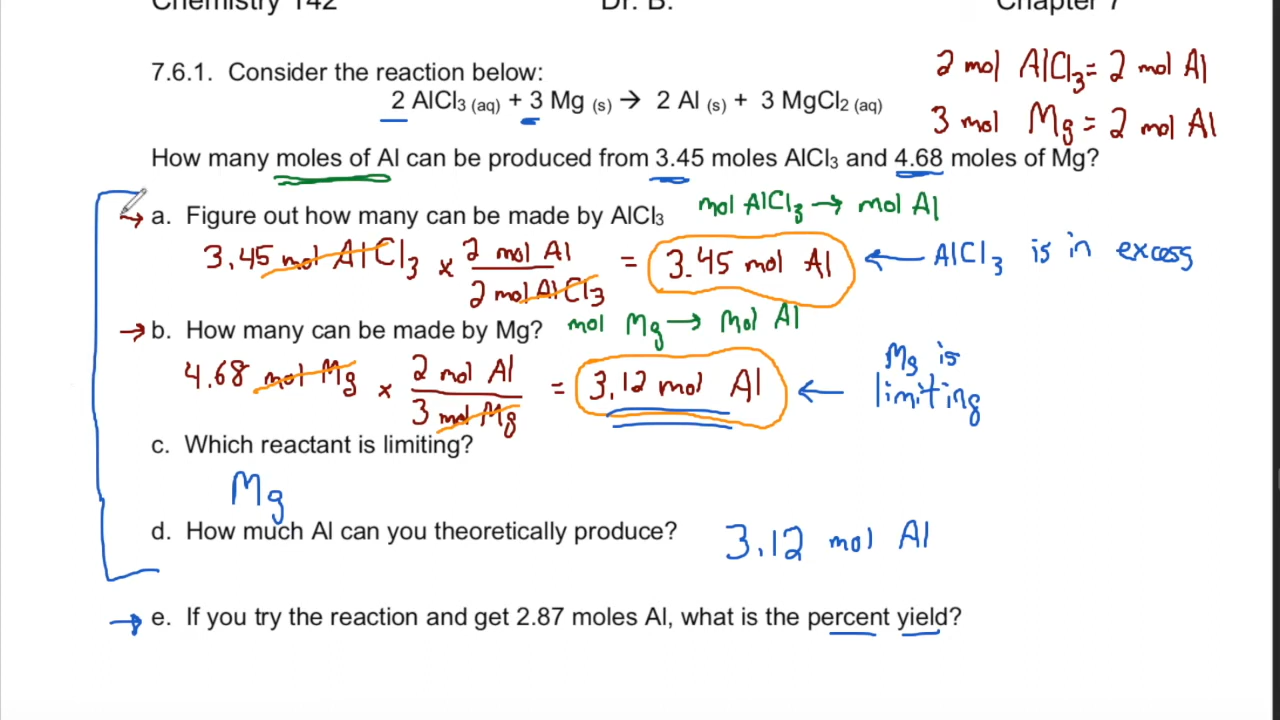 Chemistry 142 Dr. B. Chapter 7
7.6.1. Consider the reaction below:
2 AlCl3 (aq) + 3 Mg (s) → 2 Al (s) + 3 MgCl2 (aq)
2 mol AlCl3 = 2 mol Al
3 mol Mg = 2 mol Al
How many moles of Al can be produced from 3.45 moles AlCl3 and 4.68 moles of Mg?
a. Figure out how many can be made by AlCl3 mol AlCl3 → mol Al
3.45 mol AlCl3 x 2 mol Al / 2 mol AlCl3 = 3.45 mol Al ← AlCl3 is in excess
b. How many can be made by Mg? mol Mg → mol Al
4.68 mol Mg x 2 mol Al / 3 mol Mg = 3.12 mol Al ← Mg is limiting
c. Which reactant is limiting?
Mg
d. How much Al can you theoretically produce? 3.12 mol Al
e. If you try the reaction and get 2.87 moles Al, what is the percent yield?